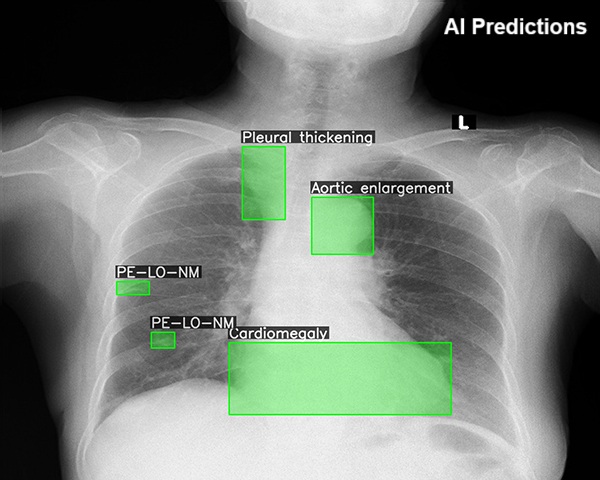 AI Predictions
L
Pleural thickening
Aortic enlargement
PE-LO-NM
PE-LO-NM
Cardiomegaly